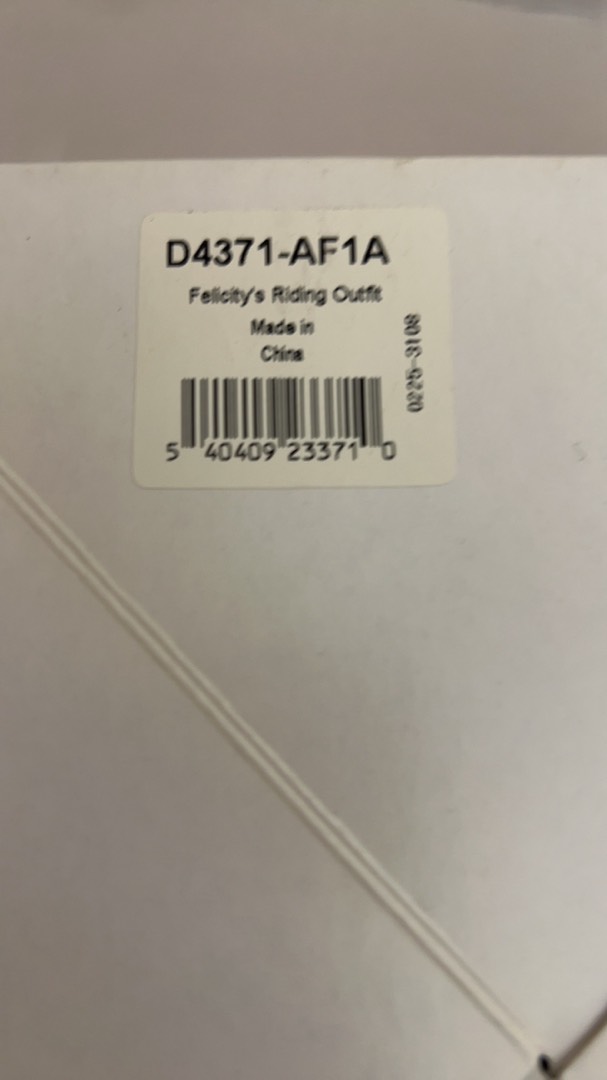 D4371-AF1A
Felicity's Riding Outfit
Made in
China
0225-3108
5 40409 23371 0